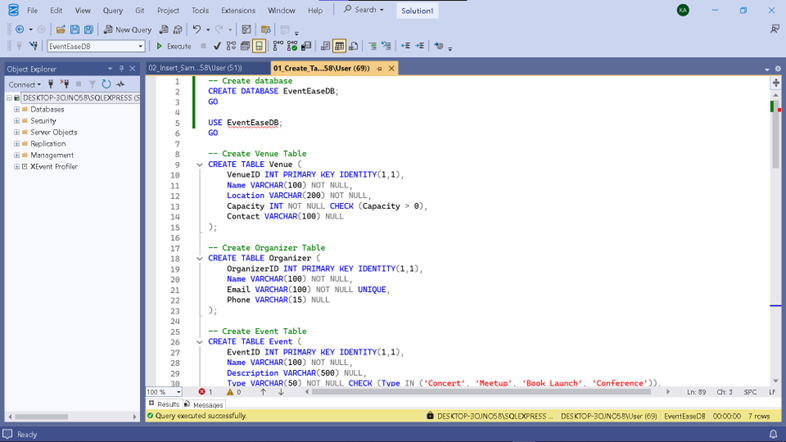 File Edit View Query Git Project Tools Extensions Window Help Search Solution1 KA
New Query
EventEaseDB Execute
Object Explorer
Connect
DESKTOP-3OJNO58\SQLEXPRESS (S
Databases
Security
Server Objects
Replication
Management
XEvent Profiler
02_Insert_Sam...58\User (51)) 01_Create_Ta...58\User (69))
1 -- Create database
2 CREATE DATABASE EventEaseDB;
3 GO
4
5 USE EventEaseDB;
6 GO
7
8 -- Create Venue Table
9 CREATE TABLE Venue (
10 VenueID INT PRIMARY KEY IDENTITY(1,1),
11 Name VARCHAR(100) NOT NULL,
12 Location VARCHAR(200) NOT NULL,
13 Capacity INT NOT NULL CHECK (Capacity > 0),
14 Contact VARCHAR(100) NULL
15 );
16
17 -- Create Organizer Table
18 CREATE TABLE Organizer (
19 OrganizerID INT PRIMARY KEY IDENTITY(1,1),
20 Name VARCHAR(100) NOT NULL,
21 Email VARCHAR(100) NOT NULL UNIQUE,
22 Phone VARCHAR(15) NULL
23 );
24
25 -- Create Event Table
26 CREATE TABLE Event (
27 EventID INT PRIMARY KEY IDENTITY(1,1),
28 Name VARCHAR(100) NOT NULL,
29 Description VARCHAR(500) NULL,
30 Type VARCHAR(50) NOT NULL CHECK (Type IN ('Concert', 'Meetup', 'Book Launch', 'Conference')),
100 % 1 0 Ln: 89 Ch: 3 SPC LF
Results Messages
Query executed successfully. DESKTOP-3OJNO58\SQLEXPRESS ... DESKTOP-3OJNO58\User (69) EventEaseDB 00:00:00 7 rows
Ready